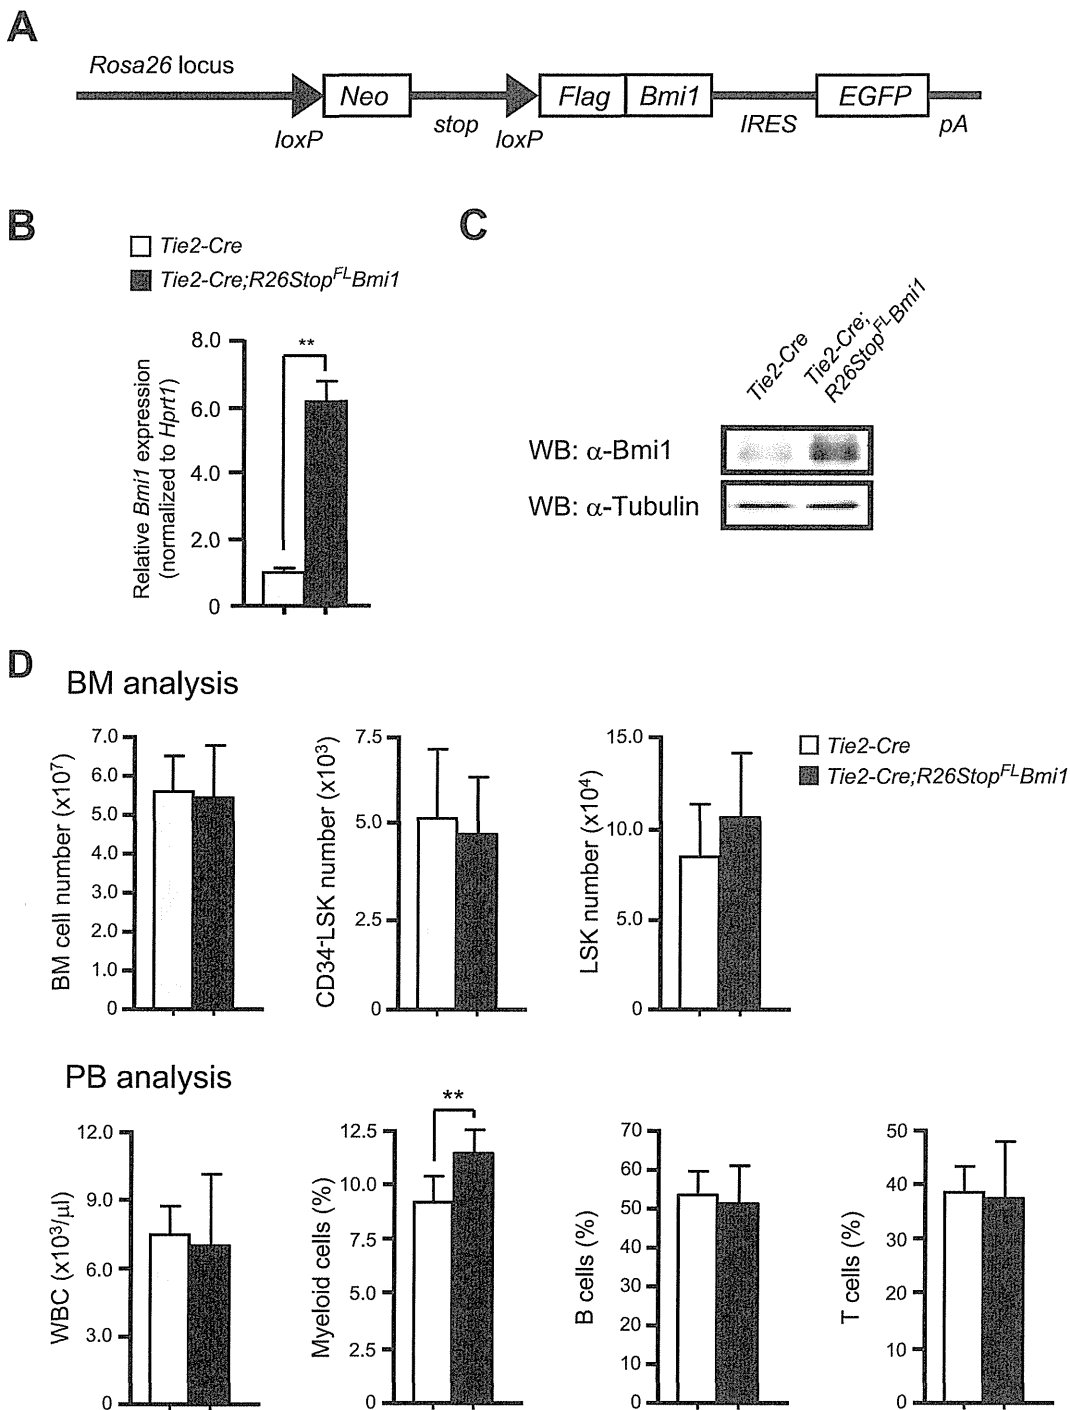 A
Rosa26 locus
Neo
Flag
Bmi1
EGFP
loxP
stop
loxP
IRES
pA
B
Tie2-Cre
Tie2-Cre;R26Stop^FL Bmi1
Relative Bmi1 expression
(normalized to Hprt1)
8.0
6.0
4.0
2.0
0
**
C
Tie2-Cre
Tie2-Cre;
R26Stop^FL Bmi1
WB: α-Bmi1
WB: α-Tubulin
D
BM analysis
BM cell number (x10^7)
7.0
6.0
5.0
4.0
3.0
2.0
1.0
0
CD34-LSK number (x10^3)
7.5
5.0
2.5
0
LSK number (x10^4)
15.0
10.0
5.0
0
Tie2-Cre
Tie2-Cre;R26Stop^FL Bmi1
PB analysis
WBC (x10^3/μl)
12.0
9.0
6.0
3.0
0
Myeloid cells (%)
12.5
10.0
7.5
5.0
2.5
0
**
B cells (%)
70
60
50
40
30
20
10
0
T cells (%)
50
40
30
20
10
0